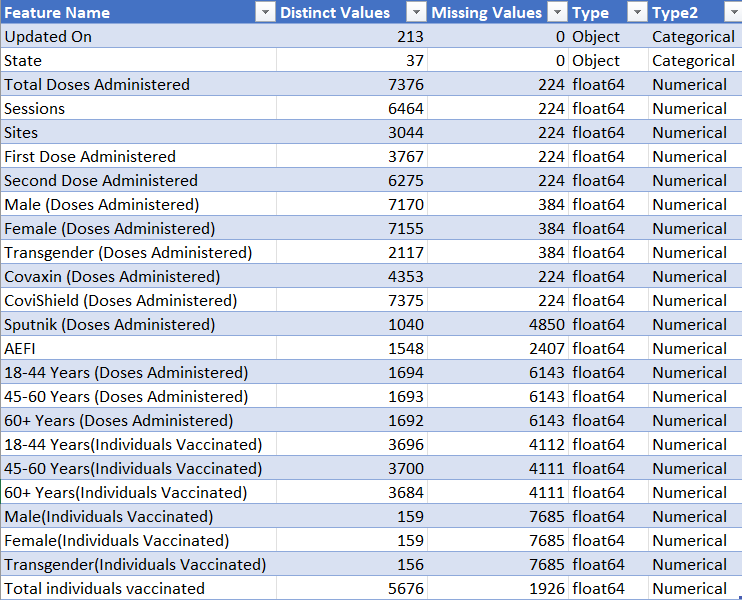 Feature Name Distinct Values Missing Values Type Type2
Updated On 213 0 Object Categorical
State 37 0 Object Categorical
Total Doses Administered 7376 224 float64 Numerical
Sessions 6464 224 float64 Numerical
Sites 3044 224 float64 Numerical
First Dose Administered 3767 224 float64 Numerical
Second Dose Administered 6275 224 float64 Numerical
Male (Doses Administered) 7170 384 float64 Numerical
Female (Doses Administered) 7155 384 float64 Numerical
Transgender (Doses Administered) 2117 384 float64 Numerical
Covaxin (Doses Administered) 4353 224 float64 Numerical
CoviShield (Doses Administered) 7375 224 float64 Numerical
Sputnik (Doses Administered) 1040 4850 float64 Numerical
AEFI 1548 2407 float64 Numerical
18-44 Years (Doses Administered) 1694 6143 float64 Numerical
45-60 Years (Doses Administered) 1693 6143 float64 Numerical
60+ Years (Doses Administered) 1692 6143 float64 Numerical
18-44 Years(Individuals Vaccinated) 3696 4112 float64 Numerical
45-60 Years(Individuals Vaccinated) 3700 4111 float64 Numerical
60+ Years(Individuals Vaccinated) 3684 4111 float64 Numerical
Male(Individuals Vaccinated) 159 7685 float64 Numerical
Female(Individuals Vaccinated) 159 7685 float64 Numerical
Transgender(Individuals Vaccinated) 156 7685 float64 Numerical
Total individuals vaccinated 5676 1926 float64 Numerical